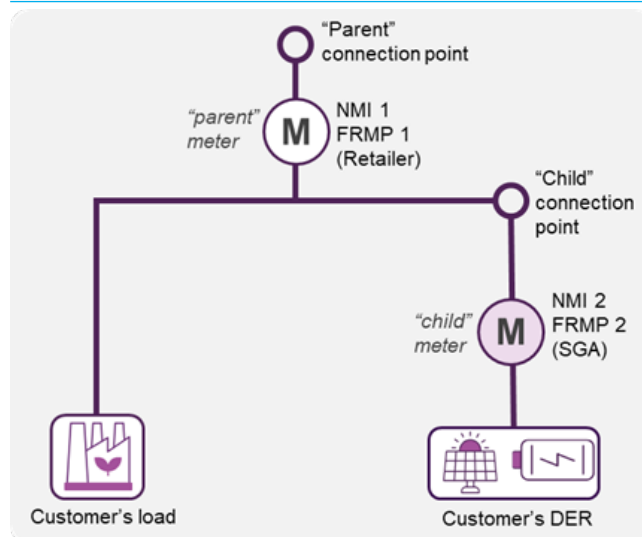 “Parent”
connection point
“parent”
meter
M
NMI 1
FRMP 1
(Retailer)
“Child”
connection
point
“child”
meter
M
NMI 2
FRMP 2
(SGA)
Customer’s load
Customer’s DER